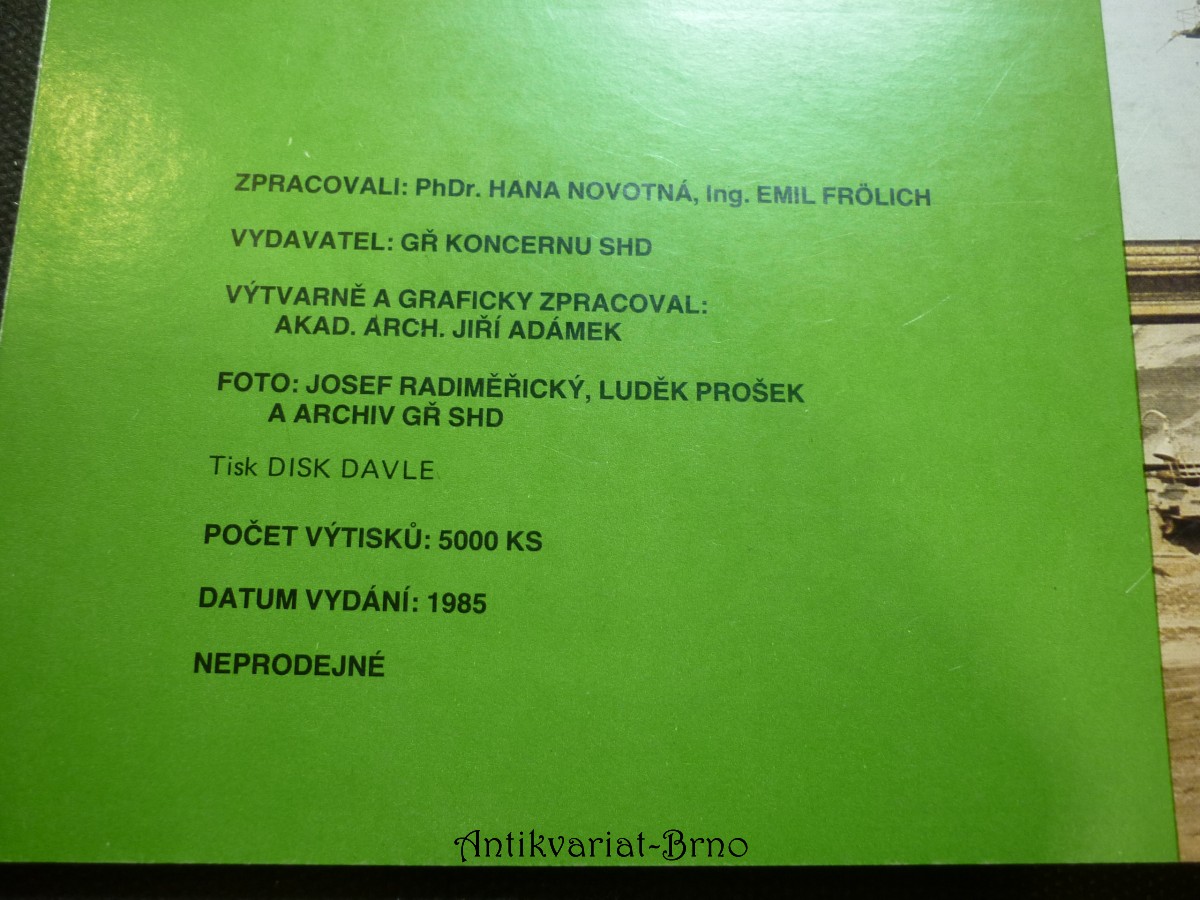 ZPRACOVALI: PhDr. HANA NOVOTNÁ, Ing. EMIL FRÖLICH
VYDAVATEL: GŘ KONCERNU SHD
VÝTVARNĚ A GRAFICKY ZPRACOVAL:
AKAD. ARCH. JIŘÍ ADÁMEK
FOTO: JOSEF RADIMĚŘICKÝ, LUDĚK PROŠEK
A ARCHIV GŘ SHD
Tisk DISK DAVLE
POČET VÝTISKŮ: 5000 KS
DATUM VYDÁNÍ: 1985
NEPRODEJNÉ
Antikvariat-Brno